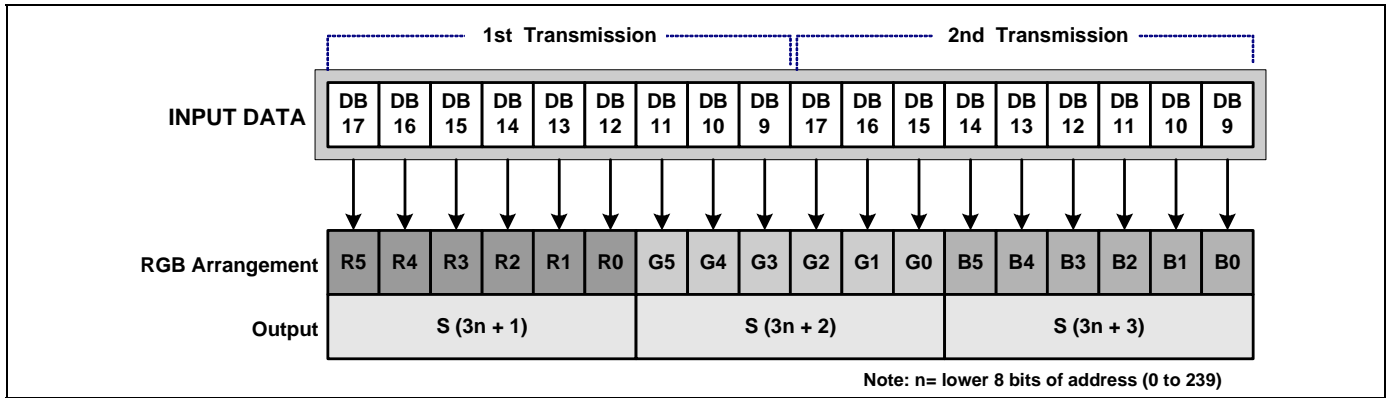 1st Transmission 2nd Transmission
INPUT DATA DB 17 DB 16 DB 15 DB 14 DB 13 DB 12 DB 11 DB 10 DB 9 DB 17 DB 16 DB 15 DB 14 DB 13 DB 12 DB 11 DB 10 DB 9
RGB Arrangement R5 R4 R3 R2 R1 R0 G5 G4 G3 G2 G1 G0 B5 B4 B3 B2 B1 B0
Output S (3n + 1) S (3n + 2) S (3n + 3)
Note: n= lower 8 bits of address (0 to 239)